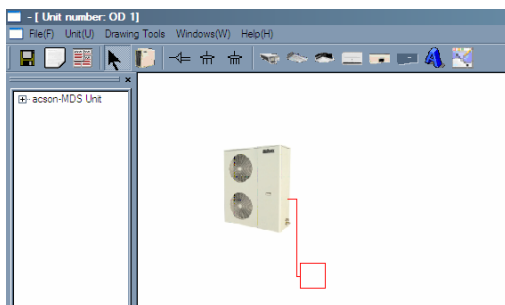 - [ Unit number: OD 1]
File(F) Unit(U) Drawing Tools Windows(W) Help(H)
acson-MDS Unit